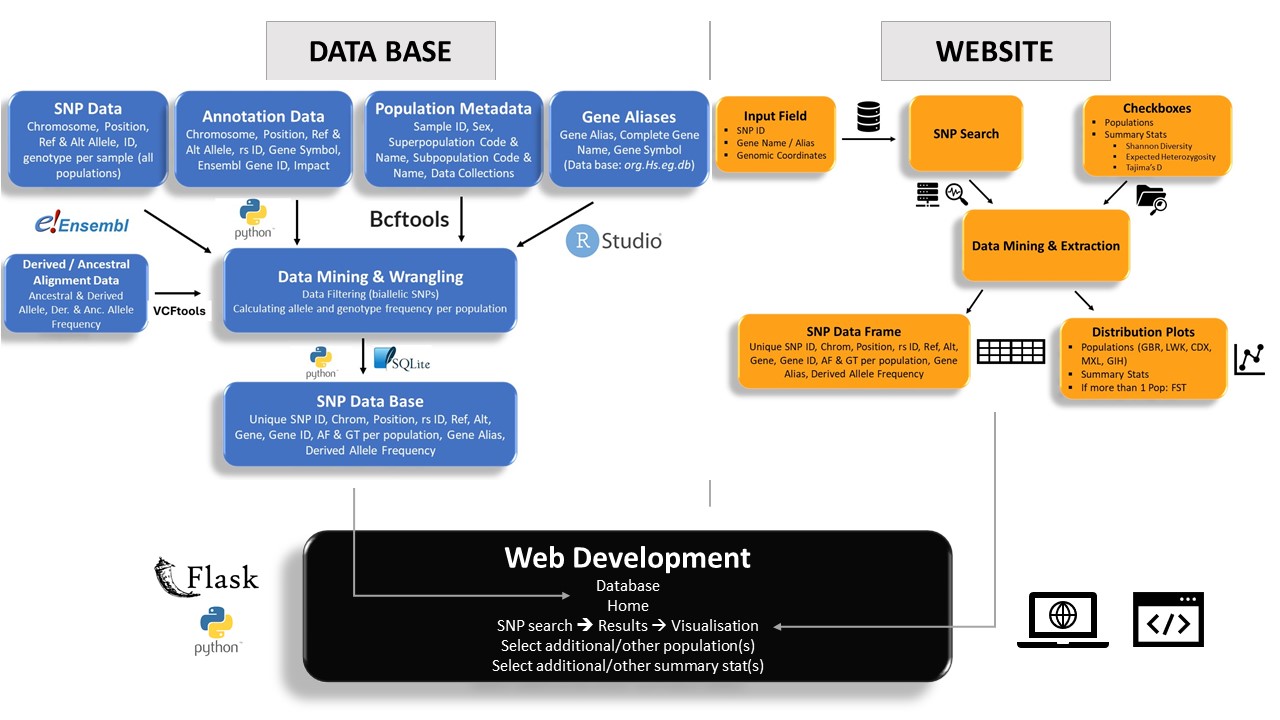 DATA BASE
WEBSITE
SNP Data
Chromosome, Position,
Ref & Alt Allele, ID,
genotype per sample (all
populations)
Annotation Data
Chromosome, Position, Ref &
Alt Allele, rs ID, Gene Symbol,
Ensembl Gene ID, Impact
Population Metadata
Sample ID, Sex,
Superpopulation Code &
Name, Subpopulation Code &
Name, Data Collections
Gene Aliases
Gene Alias, Complete Gene
Name, Gene Symbol
(Data base: org.Hs.eg.db)
Input Field
▪ SNP ID
▪ Gene Name / Alias
▪ Genomic Coordinates
SNP Search
Checkboxes
▪ Populations
▪ Summary Stats
▪ Shannon Diversity
▪ Expected Heterozygosity
▪ Tajima's D
e!Ensembl
python™
Bcftools
R Studio®
Derived / Ancestral
Alignment Data
Ancestral & Derived
Allele, Der. & Anc. Allele
Frequency
VCFtools
Data Mining & Wrangling
Data Filtering (biallelic SNPs)
Calculating allele and genotype frequency per population
Data Mining & Extraction
python™
SQLite
SNP Data Frame
Unique SNP ID, Chrom, Position, rs ID, Ref, Alt,
Gene, Gene ID, AF & GT per population, Gene
Alias, Derived Allele Frequency
Distribution Plots
▪ Populations (GBR, LWK, CDX,
MXL, GIH)
▪ Summary Stats
▪ If more than 1 Pop: FST
SNP Data Base
Unique SNP ID, Chrom, Position, rs ID, Ref, Alt,
Gene, Gene ID, AF & GT per population, Gene Alias,
Derived Allele Frequency
Flask
python™
Web Development
Database
Home
SNP search → Results → Visualisation
Select additional/other population(s)
Select additional/other summary stat(s)
<//>